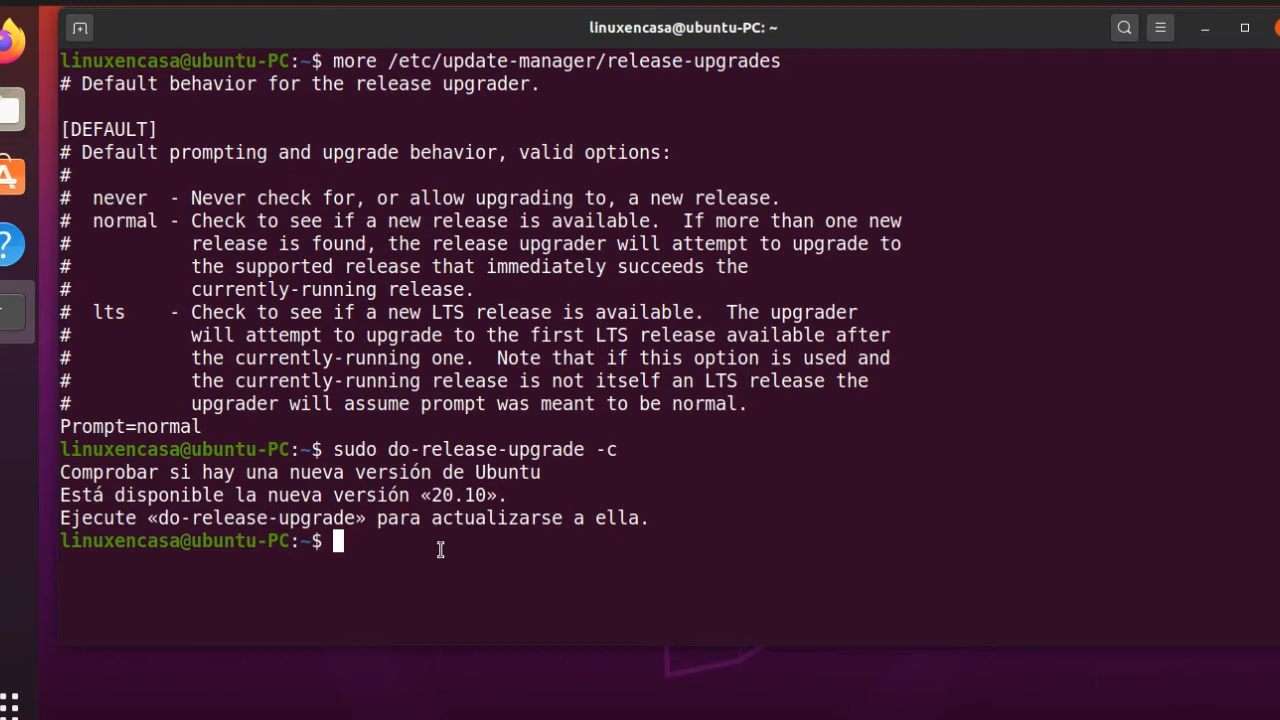 linuxencasa@ubuntu-PC: ~
linuxencasa@ubuntu-PC:~$ more /etc/update-manager/release-upgrades
# Default behavior for the release upgrader.
[DEFAULT]
# Default prompting and upgrade behavior, valid options:
#
#  never  - Never check for, or allow upgrading to, a new release.
#  normal - Check to see if a new release is available.  If more than one new
#           release is found, the release upgrader will attempt to upgrade to
#           the supported release that immediately succeeds the
#           currently-running release.
#  lts    - Check to see if a new LTS release is available.  The upgrader
#           will attempt to upgrade to the first LTS release available after
#           the currently-running one.  Note that if this option is used and
#           the currently-running release is not itself an LTS release the
#           upgrader will assume prompt was meant to be normal.
Prompt=normal
linuxencasa@ubuntu-PC:~$ sudo do-release-upgrade -c
Comprobar si hay una nueva versión de Ubuntu
Está disponible la nueva versión «20.10».
Ejecute «do-release-upgrade» para actualizarse a ella.
linuxencasa@ubuntu-PC:~$